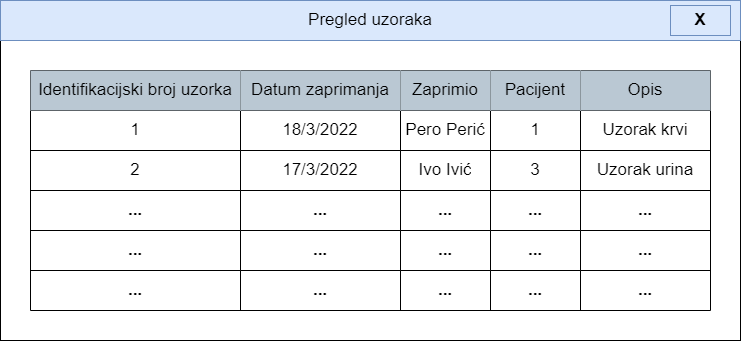 Pregled uzoraka X
Identifikacijski broj uzorka Datum zaprimanja Zaprimio Pacijent Opis
1 18/3/2022 Pero Perić 1 Uzorak krvi
2 17/3/2022 Ivo Ivić 3 Uzorak urina
... ... ... ... ...
... ... ... ... ...
... ... ... ... ...